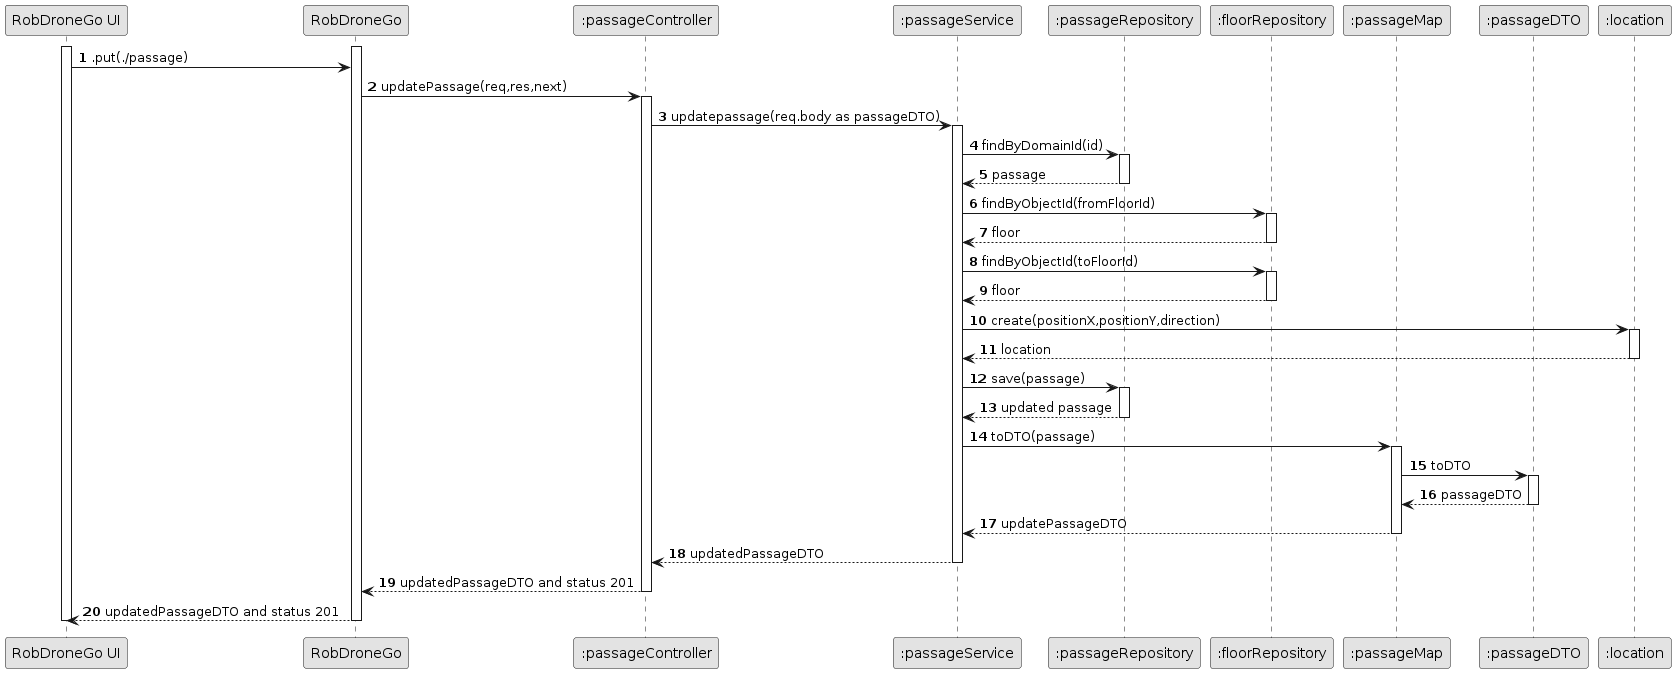 RobDroneGo UI
RobDroneGo
:passageController
:passageService
:passageRepository
:floorRepository
:passageMap
:passageDTO
:location
1 .put(./passage)
2 updatePassage(req,res,next)
3 updatepassage(req.body as passageDTO)
4 findByDomainId(id)
5 passage
6 findByObjectId(fromFloorId)
7 floor
8 findByObjectId(toFloorId)
9 floor
10 create(positionX,positionY,direction)
11 location
12 save(passage)
13 updated passage
14 toDTO(passage)
15 toDTO
16 passageDTO
17 updatePassageDTO
18 updatedPassageDTO
19 updatedPassageDTO and status 201
20 updatedPassageDTO and status 201
RobDroneGo UI
RobDroneGo
:passageController
:passageService
:passageRepository
:floorRepository
:passageMap
:passageDTO
:location